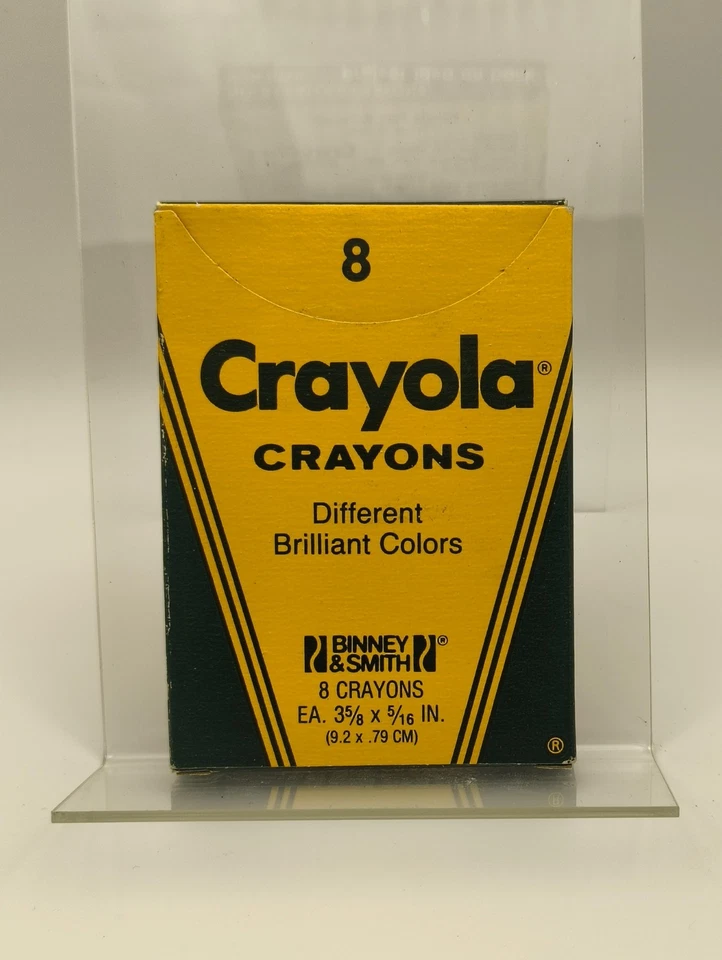 8
Crayola®
CRAYONS
Different
Brilliant Colors
BINNEY ®
& SMITH
8 CRAYONS
EA. 3⅝ x 5/16 IN.
(9.2 x .79 CM)
®